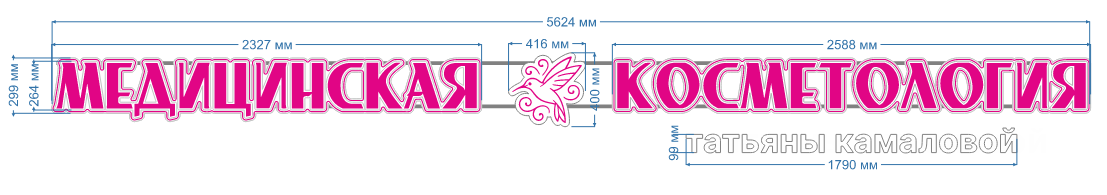 5624 мм
2327 мм
416 мм
2588 мм
299 мм
264
МЕДИЦИНСКАЯ
400 мм
КОСМЕТОЛОГИЯ
99 мм
татьяны камаловой
1790 мм